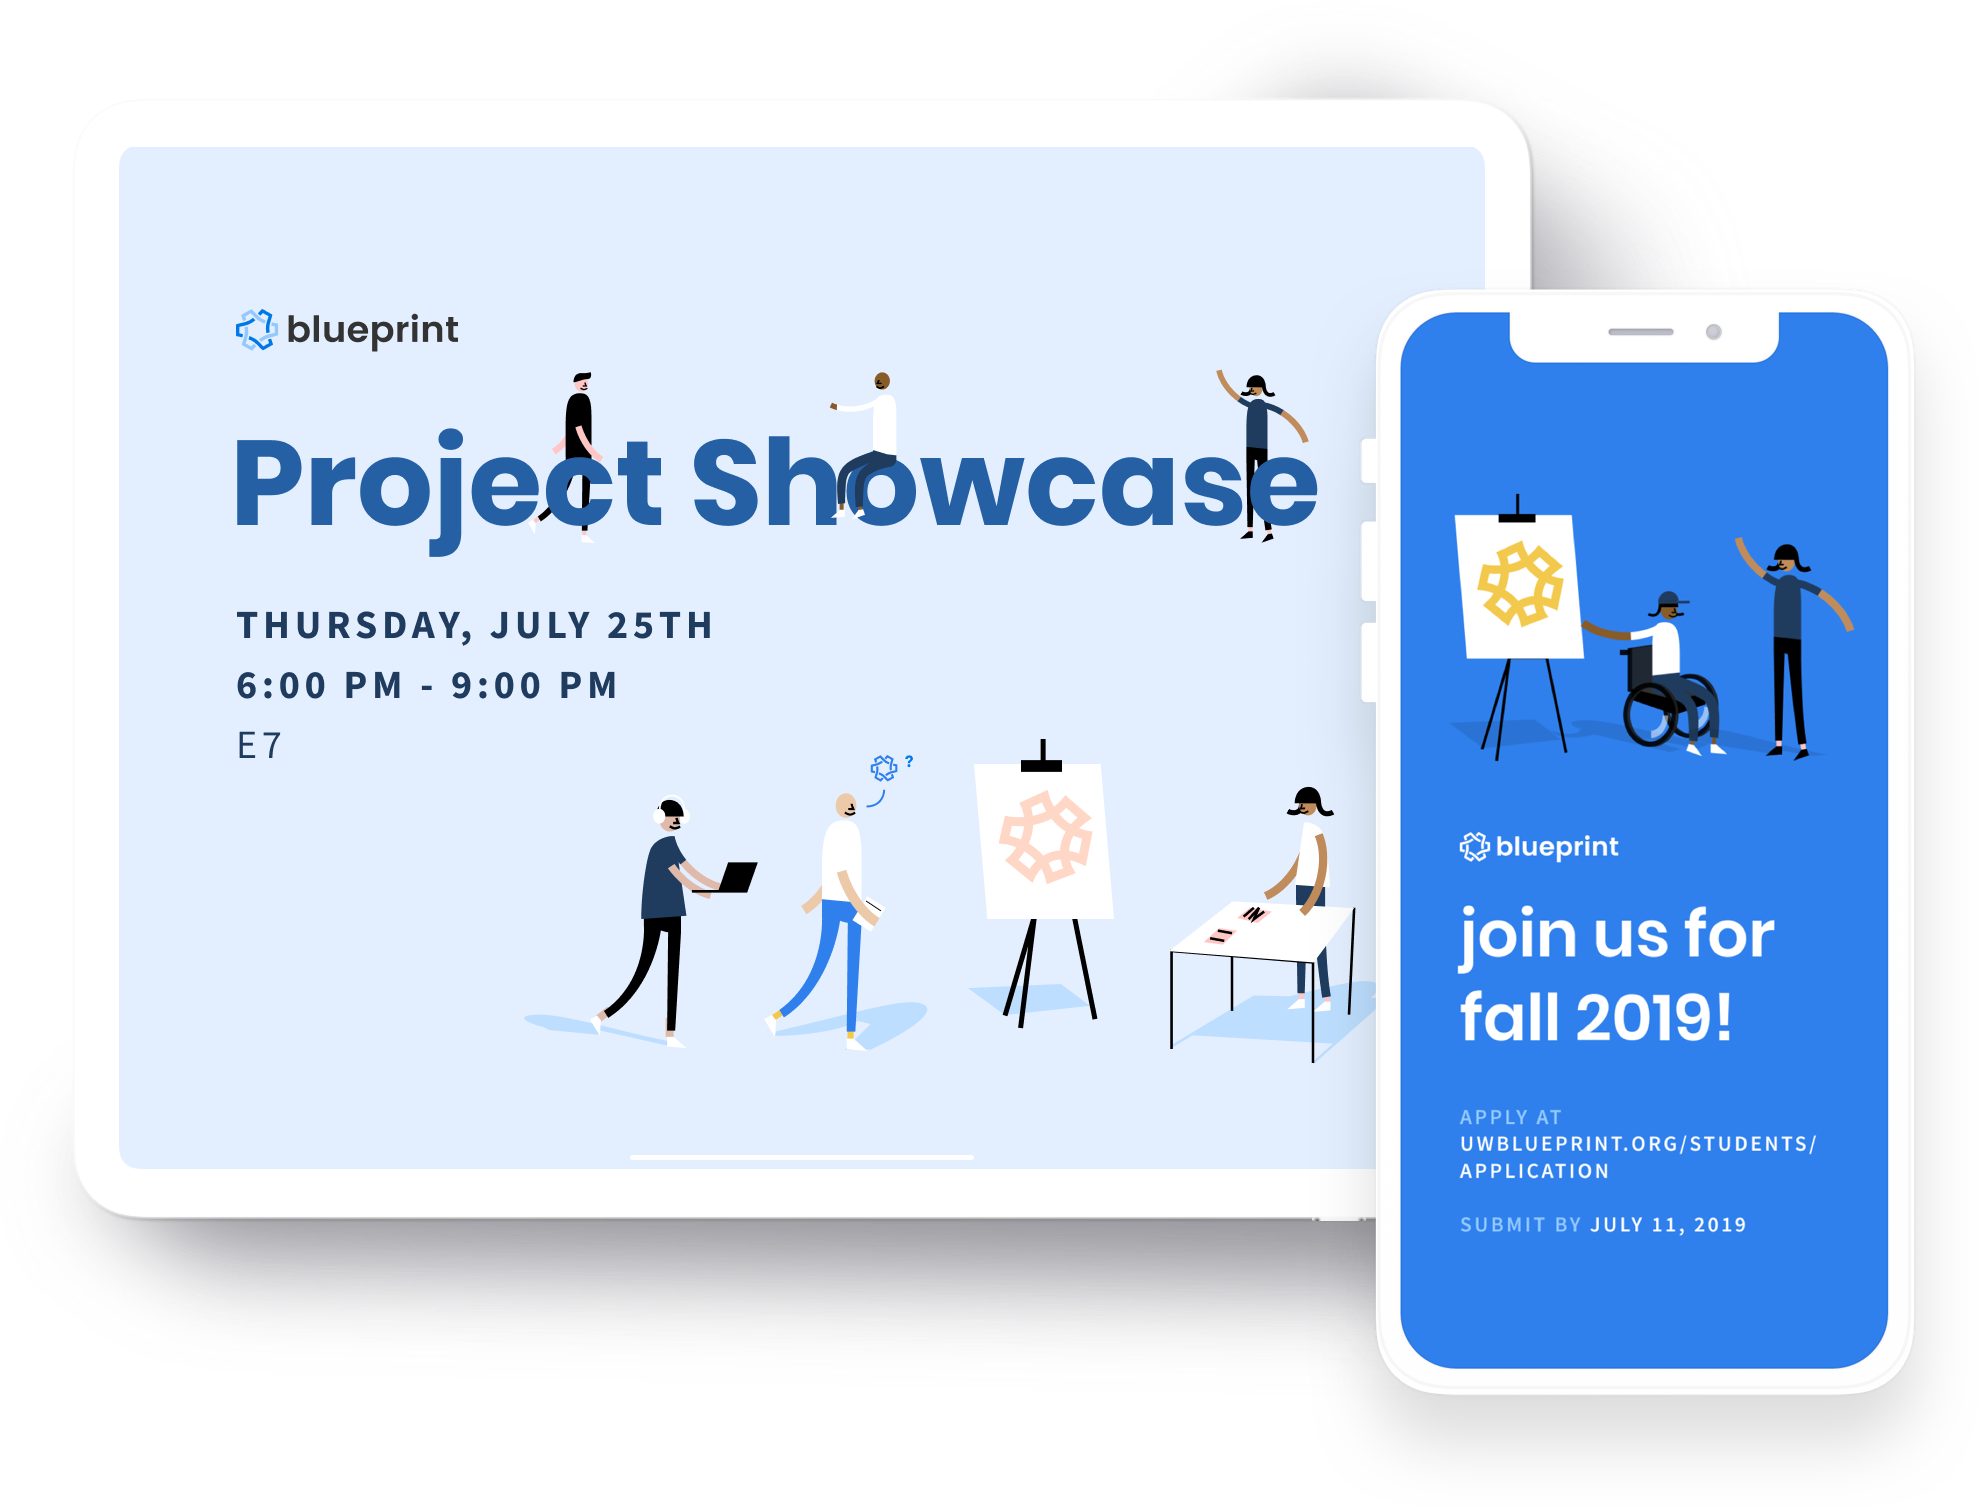 blueprint
Project Showcase
THURSDAY, JULY 25TH
6:00 PM - 9:00 PM
E7
?
blueprint
join us for
fall 2019!
APPLY AT
UWBLUEPRINT.ORG/STUDENTS/
APPLICATION
SUBMIT BY JULY 11, 2019